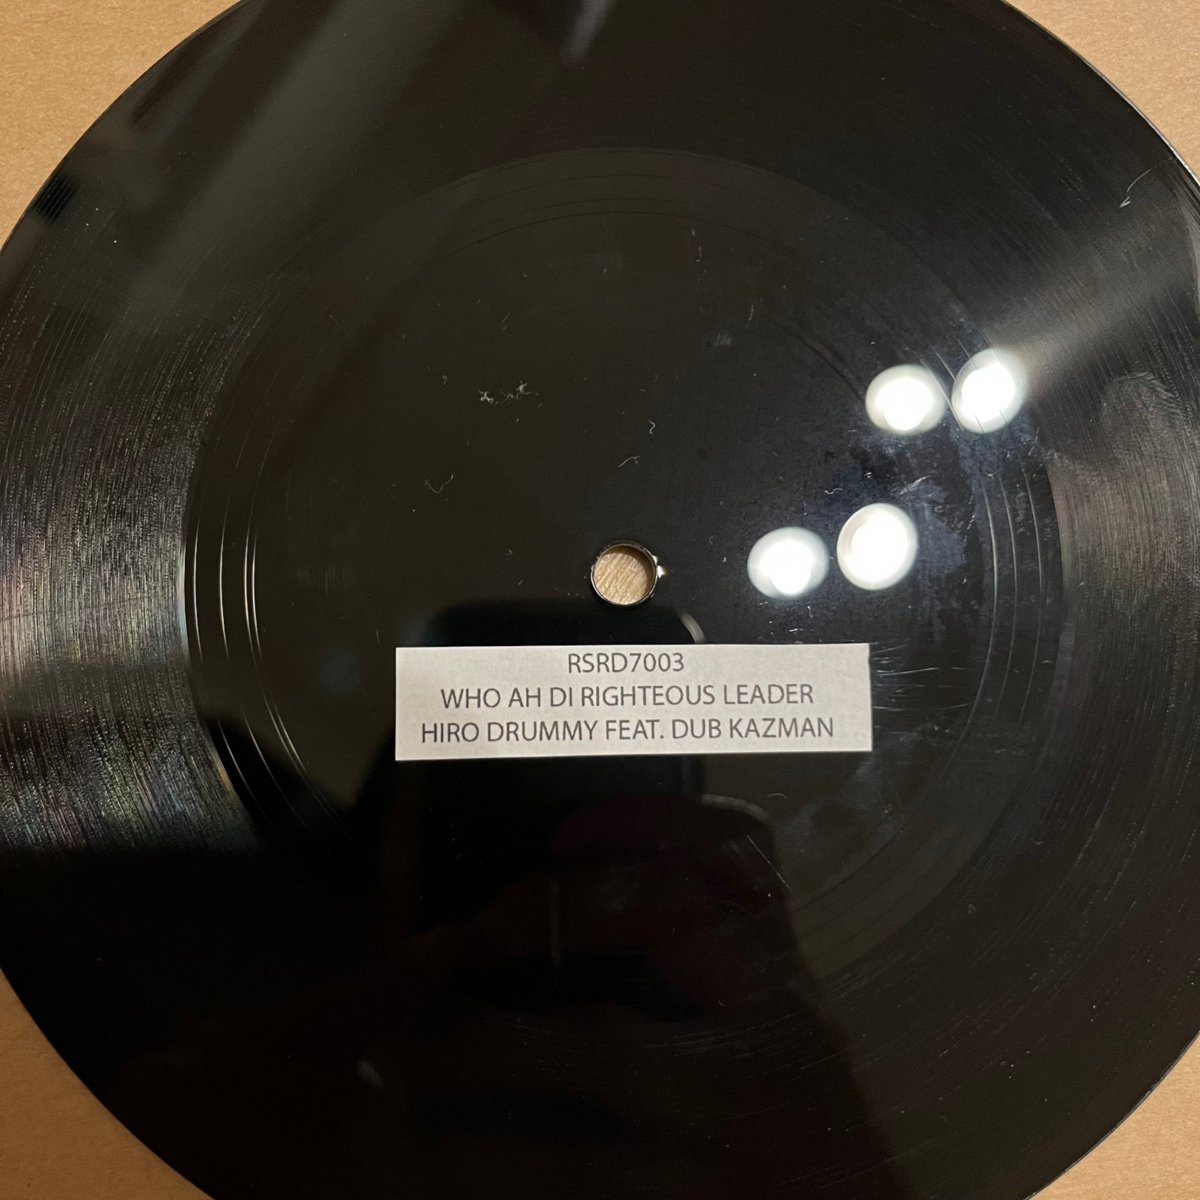 RSRD7003
WHO AH DI RIGHTEOUS LEADER
HIRO DRUMMY FEAT. DUB KAZMAN